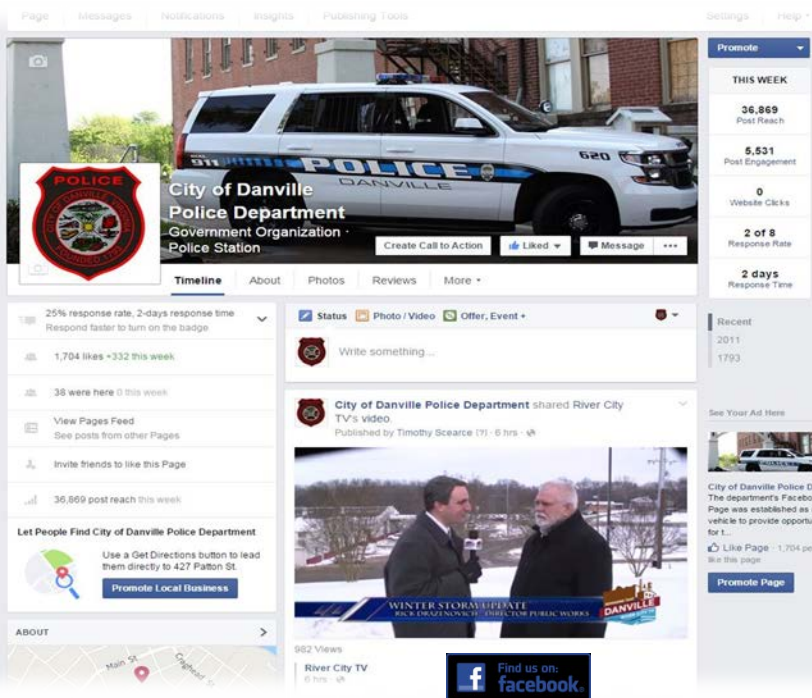 Page Messages Notifications Insights Publishing Tools Settings Help
Promote
THIS WEEK
36,869
Post Reach
5,531
Post Engagement
0
Website Clicks
2 of 8
Response Rate
2 days
Response Time
Recent
2011
1793
911 POLICE 620
DANVILLE
POLICE
CITY OF DANVILLE, VIRGINIA
FOUNDED 1793
City of Danville
Police Department
Government Organization ·
Police Station
Create Call to Action Liked Message
Timeline About Photos Reviews More
25% response rate, 2-days response time
Respond faster to turn on the badge
1,704 likes +332 this week
38 were here 0 this week
View Pages Feed
See posts from other Pages
Invite friends to like this Page
36,869 post reach this week
Let People Find City of Danville Police Department
Use a Get Directions button to lead
them directly to 427 Patton St.
Promote Local Business
ABOUT
Main St
Craghead St
Status Photo / Video Offer, Event +
Write something...
City of Danville Police Department shared River City
TV's video.
Published by Timothy Scearce [?] · 6 hrs ·
WINTER STORM UPDATE
RICK DRAZENOVICH - DIRECTOR PUBLIC WORKS
DANVILLE
982 Views
River City TV
6 hrs ·
Find us on:
facebook.
See Your Ad Here
City of Danville Police D
The department's Facebo
Page was established as
vehicle to provide opportu
for t...
Like Page · 1,704 pe
like this page
Promote Page